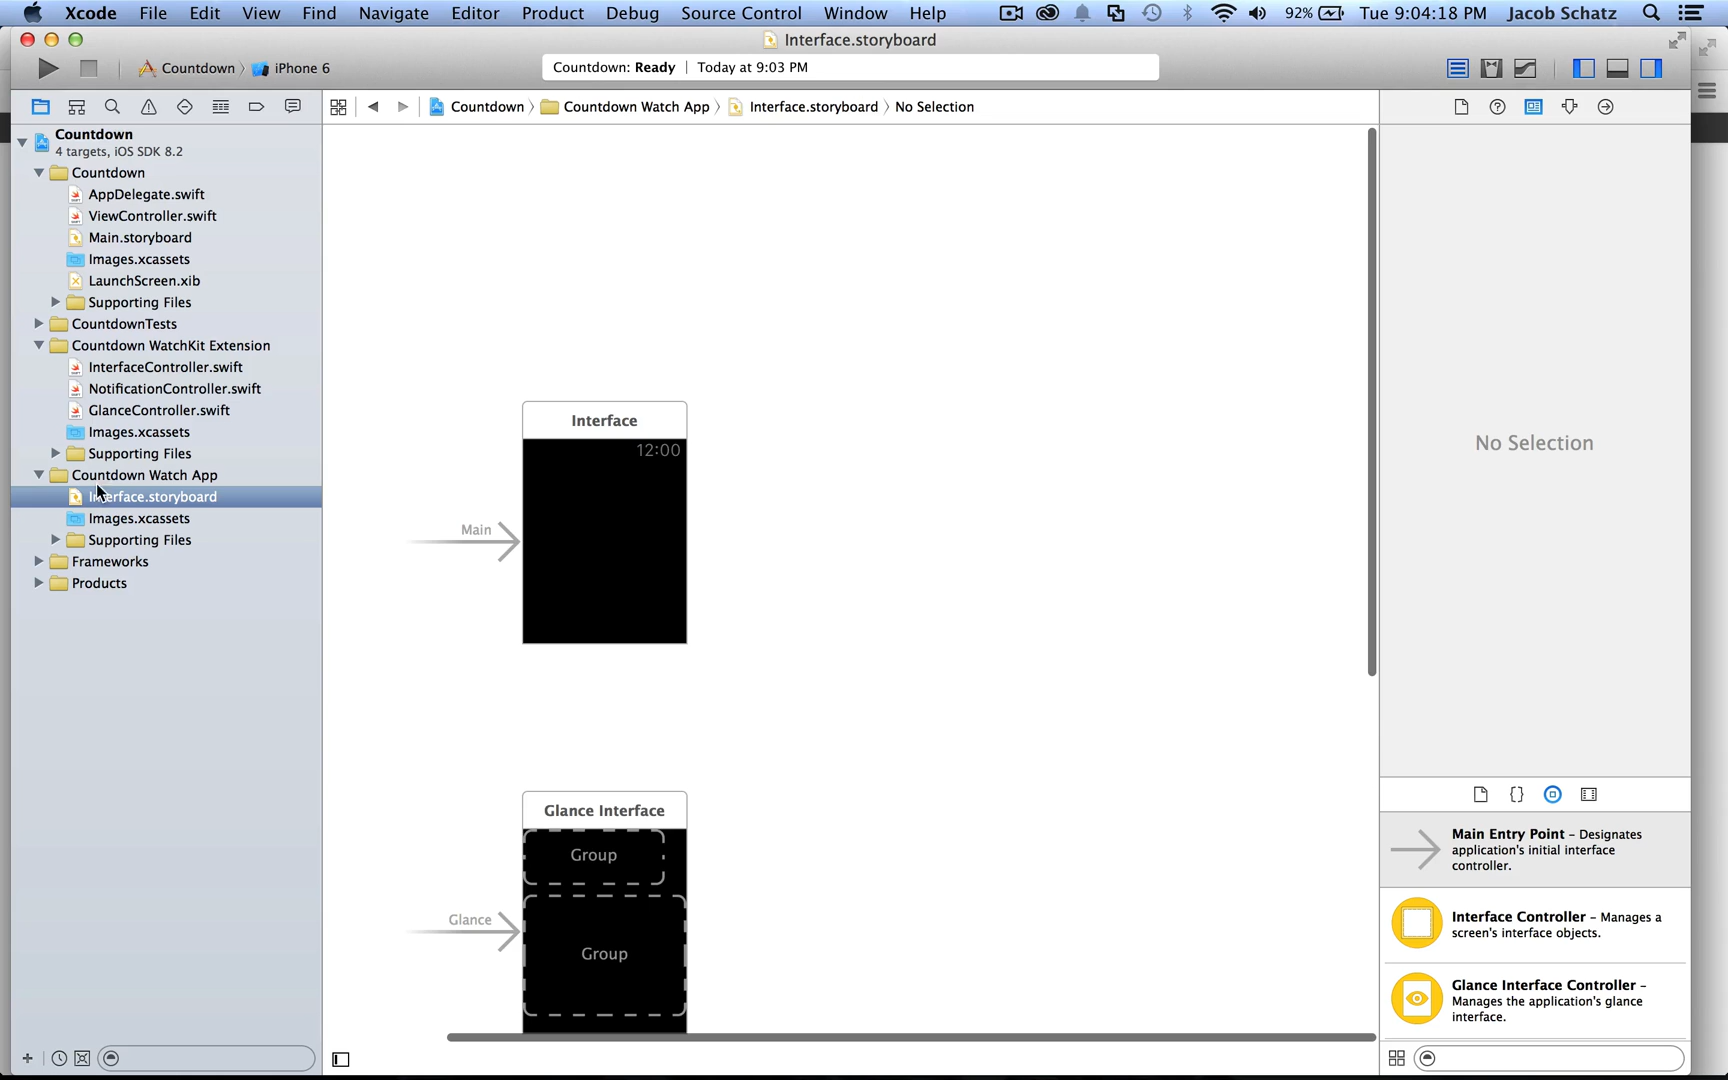 Xcode File Edit View Find Navigate Editor Product Debug Source Control Window Help 92% Tue 9:04:18 PM Jacob Schatz
Interface.storyboard
Countdown › iPhone 6
Countdown: Ready | Today at 9:03 PM
Countdown › Countdown Watch App › Interface.storyboard › No Selection
Countdown
4 targets, iOS SDK 8.2
Countdown
AppDelegate.swift
ViewController.swift
Main.storyboard
Images.xcassets
LaunchScreen.xib
Supporting Files
CountdownTests
Countdown WatchKit Extension
InterfaceController.swift
NotificationController.swift
GlanceController.swift
Images.xcassets
Supporting Files
Countdown Watch App
Interface.storyboard
Images.xcassets
Supporting Files
Frameworks
Products
Interface
12:00
Main
Glance Interface
Group
Glance
Group
No Selection
Main Entry Point – Designates
application's initial interface
controller.
Interface Controller – Manages a
screen's interface objects.
Glance Interface Controller –
Manages the application's glance
interface.